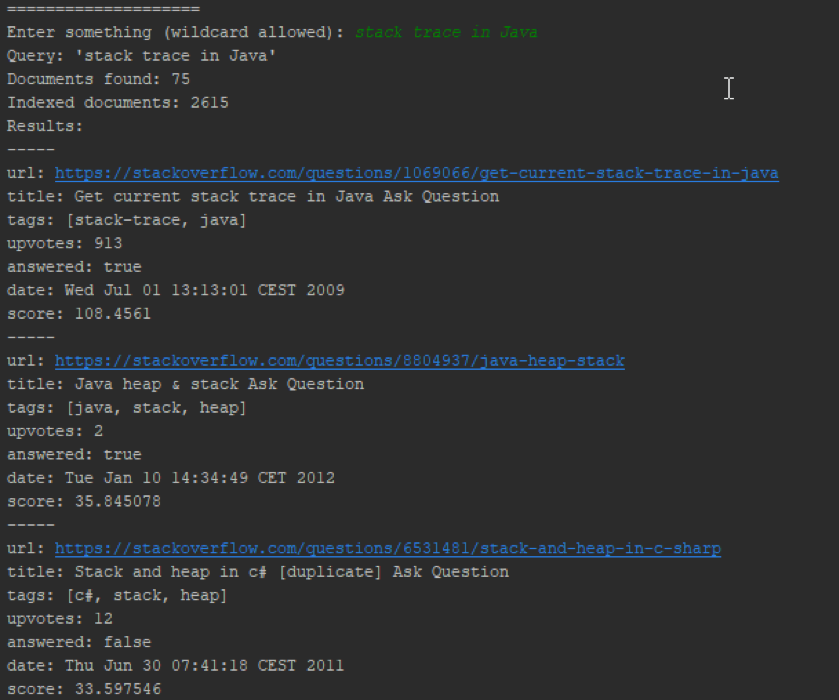 ====================
Enter something (wildcard allowed): stack trace in Java
Query: 'stack trace in Java'
Documents found: 75
Indexed documents: 2615
Results:
-----
url: https://stackoverflow.com/questions/1069066/get-current-stack-trace-in-java
title: Get current stack trace in Java Ask Question
tags: [stack-trace, java]
upvotes: 913
answered: true
date: Wed Jul 01 13:13:01 CEST 2009
score: 108.4561
-----
url: https://stackoverflow.com/questions/8804937/java-heap-stack
title: Java heap & stack Ask Question
tags: [java, stack, heap]
upvotes: 2
answered: true
date: Tue Jan 10 14:34:49 CET 2012
score: 35.845078
-----
url: https://stackoverflow.com/questions/6531481/stack-and-heap-in-c-sharp
title: Stack and heap in c# [duplicate] Ask Question
tags: [c#, stack, heap]
upvotes: 12
answered: false
date: Thu Jun 30 07:41:18 CEST 2011
score: 33.597546